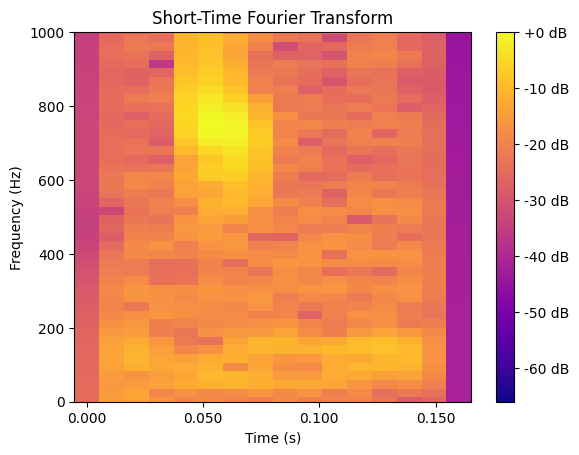 Short-Time Fourier Transform
Frequency (Hz)
1000
800
600
400
200
0
0.000
0.050
0.100
0.150
Time (s)
+0 dB
-10 dB
-20 dB
-30 dB
-40 dB
-50 dB
-60 dB